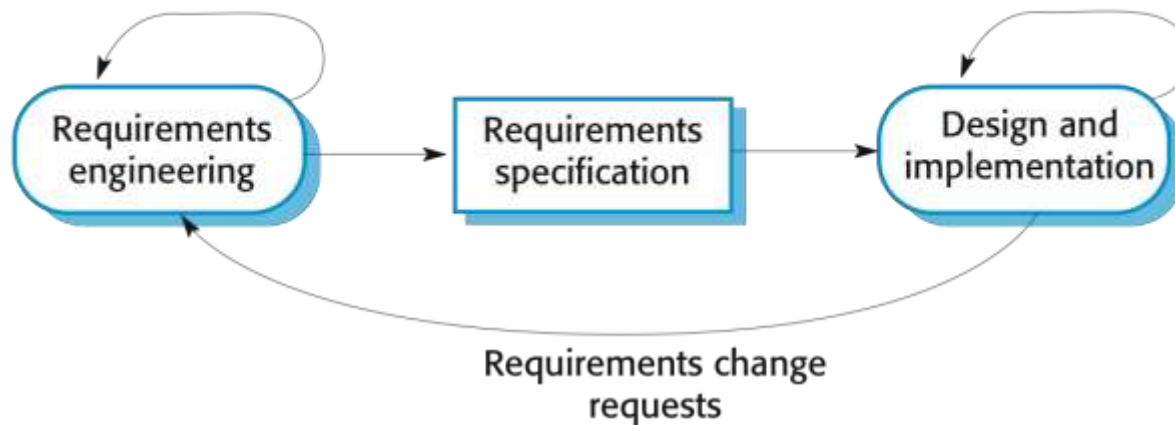 Requirements
engineering
Requirements
specification
Design and
implementation
Requirements change
requests